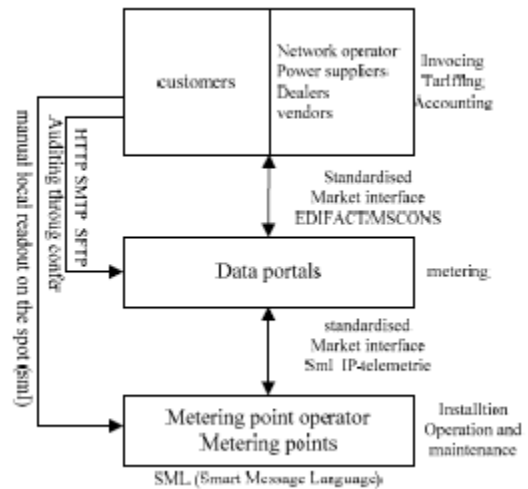 customers
Network operator
Power suppliers
Dealers
vendors
Invocing
Tariffing
Accounting
manual local readout on the spot (sml)
Auditing throug confer
HTTP SMTP SFTP
Standardised
Market interface
EDIFACT/MSCONS
Data portals
metering
standardised
Market interface
Sml IP-telemetrie
Metering point operator
Metering points
Installtion
Operation and
maintenance
SML (Smart Message Language)